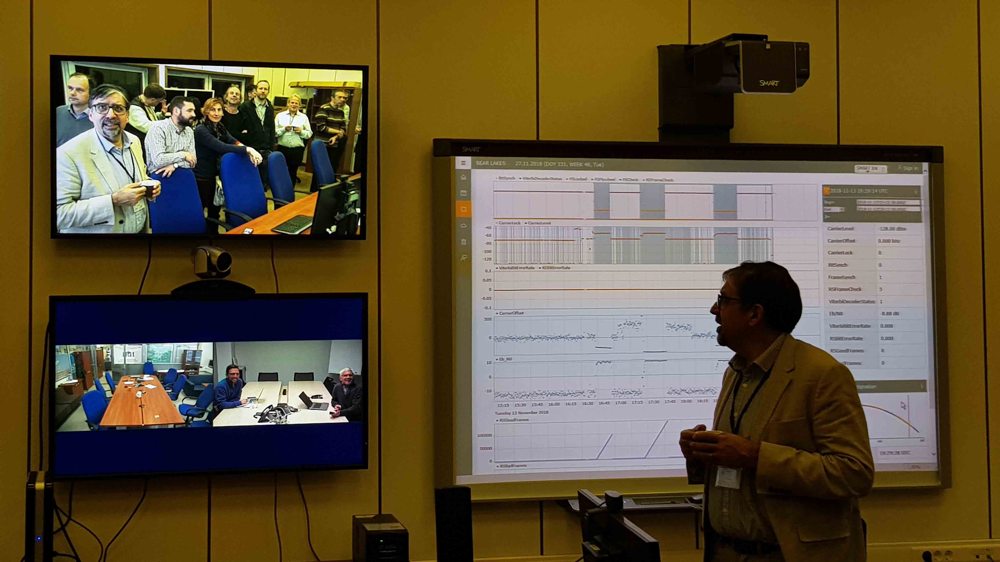 SMART
SMART
BEAR LAKES 27.11.2018 (DOY 331, WEEK 48, Tue)
SMART Ink
Sign in
BitSynch ViterbiDecoderStatus RSLocked RSFlywheel RSCheck RSFrameCheck
2018-11-13 19:29:14 UTC
Begin
End
CarrierLock CarrierLevel
-40
-60
-80
-100
-120
CarrierLevel -128.00 dBm
CarrierOffset 0.000 kHz
CarrierLock 0
BitSynch 0
FrameSynch 1
RSFrameCheck 5
ViterbiDecoderStatus 1
Eb/N0 -8.88 dB
ViterbiBitErrorRate 0.000
RSBitErrorRate 0.000
RSGoodFrames 0
0
ViterbiBitErrorRate RSBitErrorRate
0.1
0.05
0
-0.05
-0.1
CarrierOffset
500
0
Eb_N0
10
0
-10
15:15 15:30 15:45 16:00 16:15 16:30 16:45 17:00 17:15 17:30 17:45 18:00 18:15
Tuesday 13 November 2018
RSGoodFrames
100000
50000
0
RSBadFrames
19:29:28 UTC